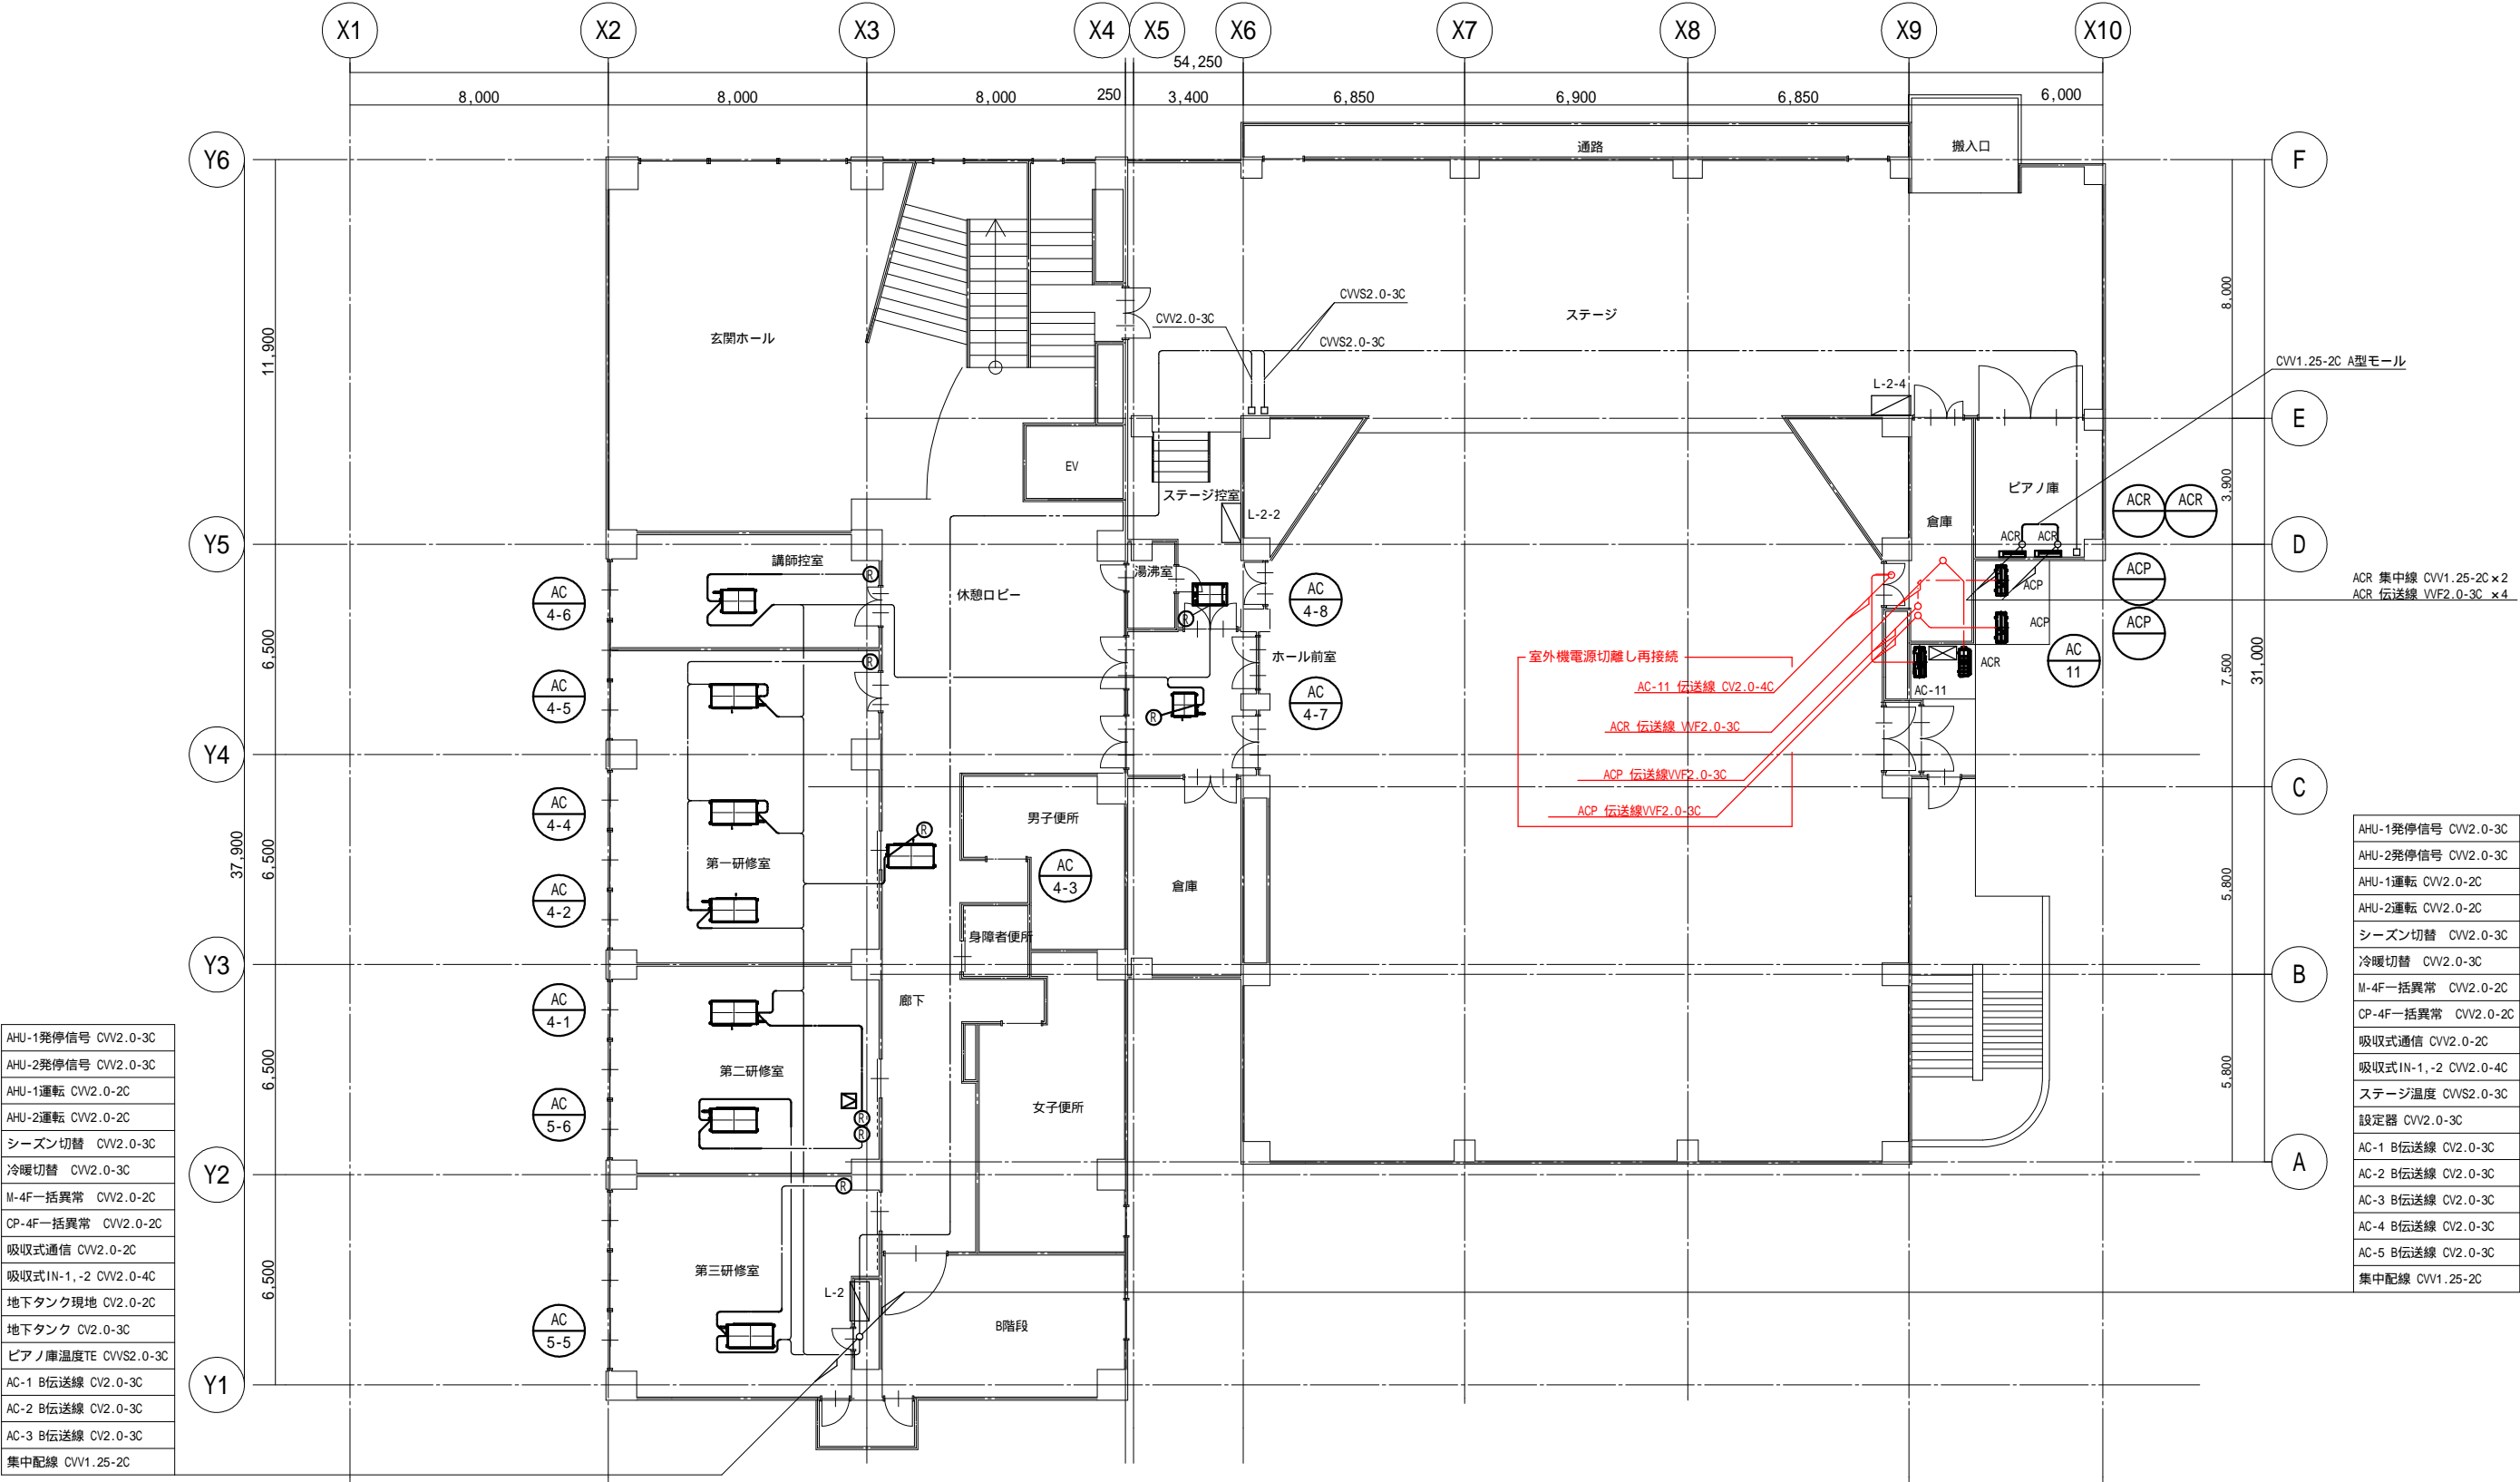 X1
X2
X3
X4
X5
X6
X7
X8
X9
X10
54,250
8,000
8,000
8,000
250
3,400
6,850
6,900
6,850
6,000
Y6
通路
搬入口
F
8,000
CVVS2.0-3C
CVV2.0-3C
ステージ
玄関ホール
CVVS2.0-3C
11,900
CVV1.25-2C A型モール
L-2-4
E
EV
ステージ控室
ピアノ庫
3,900
ACR
ACR
L-2-2
倉庫
Y5
ACR
ACR
D
講師控室
湯沸室
休憩ロビー
AC
4-6
AC
4-8
ACP
ACP
ACR 集中線 CVV1.25-2C×2
ACR 伝送線 VVF2.0-3C ×4
ACP
ACP
6,500
ホール前室
室外機電源切離し再接続
ACR
AC
11
7,500
31,000
AC-11 伝送線 CV2.0-4C
AC-11
AC
4-5
AC
4-7
ACR 伝送線 VVF2.0-3C
Y4
ACP 伝送線VVF2.0-3C
C
ACP 伝送線VVF2.0-3C
AC
4-4
男子便所
37,900
6,500
第一研修室
AC
4-3
倉庫
5,800
AC
4-2
身障者便所
Y3
B
AC
4-1
廊下
6,500
第二研修室
5,800
AC
5-6
女子便所
Y2
A
6,500
第三研修室
L-2
AC
5-5
B階段
Y1
R
R
R
R
R
R
R
R
AHU-1発停信号 CVV2.0-3C
AHU-2発停信号 CVV2.0-3C
AHU-1運転 CVV2.0-2C
AHU-2運転 CVV2.0-2C
シーズン切替 CVV2.0-3C
冷暖切替 CVV2.0-3C
M-4F一括異常 CVV2.0-2C
CP-4F一括異常 CVV2.0-2C
吸収式通信 CVV2.0-2C
吸収式IN-1,-2 CVV2.0-4C
地下タンク現地 CV2.0-2C
地下タンク CV2.0-3C
ピアノ庫温度TE CVVS2.0-3C
AC-1 B伝送線 CV2.0-3C
AC-2 B伝送線 CV2.0-3C
AC-3 B伝送線 CV2.0-3C
集中配線 CVV1.25-2C
AHU-1発停信号 CVV2.0-3C
AHU-2発停信号 CVV2.0-3C
AHU-1運転 CVV2.0-2C
AHU-2運転 CVV2.0-2C
シーズン切替 CVV2.0-3C
冷暖切替 CVV2.0-3C
M-4F一括異常 CVV2.0-2C
CP-4F一括異常 CVV2.0-2C
吸収式通信 CVV2.0-2C
吸収式IN-1,-2 CVV2.0-4C
ステージ温度 CVVS2.0-3C
設定器 CVV2.0-3C
AC-1 B伝送線 CV2.0-3C
AC-2 B伝送線 CV2.0-3C
AC-3 B伝送線 CV2.0-3C
AC-4 B伝送線 CV2.0-3C
AC-5 B伝送線 CV2.0-3C
集中配線 CVV1.25-2C